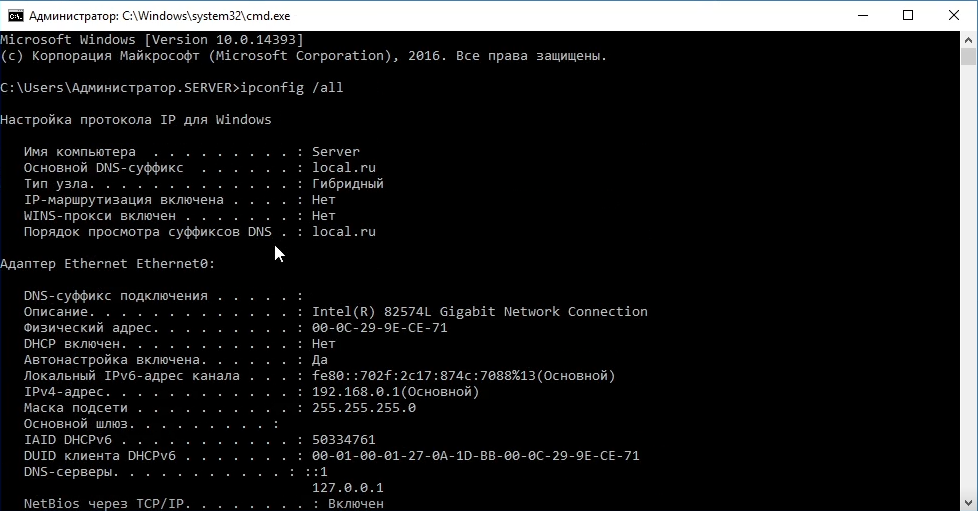 Администратор: C:\Windows\system32\cmd.exe
Microsoft Windows [Version 10.0.14393]
(c) Корпорация Майкрософт (Microsoft Corporation), 2016. Все права защищены.
C:\Users\Администратор.SERVER>ipconfig /all
Настройка протокола IP для Windows
Имя компьютера  . . . . . . . . . : Server
Основной DNS-суффикс  . . . . . . : local.ru
Тип узла. . . . . . . . . . . . . : Гибридный
IP-маршрутизация включена . . . . : Нет
WINS-прокси включен . . . . . . . : Нет
Порядок просмотра суффиксов DNS . : local.ru
Адаптер Ethernet Ethernet0:
DNS-суффикс подключения . . . . . :
Описание. . . . . . . . . . . . . : Intel(R) 82574L Gigabit Network Connection
Физический адрес. . . . . . . . . : 00-0C-29-9E-CE-71
DHCP включен. . . . . . . . . . . : Нет
Автонастройка включена. . . . . . : Да
Локальный IPv6-адрес канала . . . : fe80::702f:2c17:874c:7088%13(Основной)
IPv4-адрес. . . . . . . . . . . . : 192.168.0.1(Основной)
Маска подсети . . . . . . . . . . : 255.255.255.0
Основной шлюз. . . . . . . . . :
IAID DHCPv6 . . . . . . . . . . . : 50334761
DUID клиента DHCPv6 . . . . . . . : 00-01-00-01-27-0A-1D-BB-00-0C-29-9E-CE-71
DNS-серверы. . . . . . . . . . . : ::1
127.0.0.1
NetBios через TCP/IP. . . . . . . . : Включен